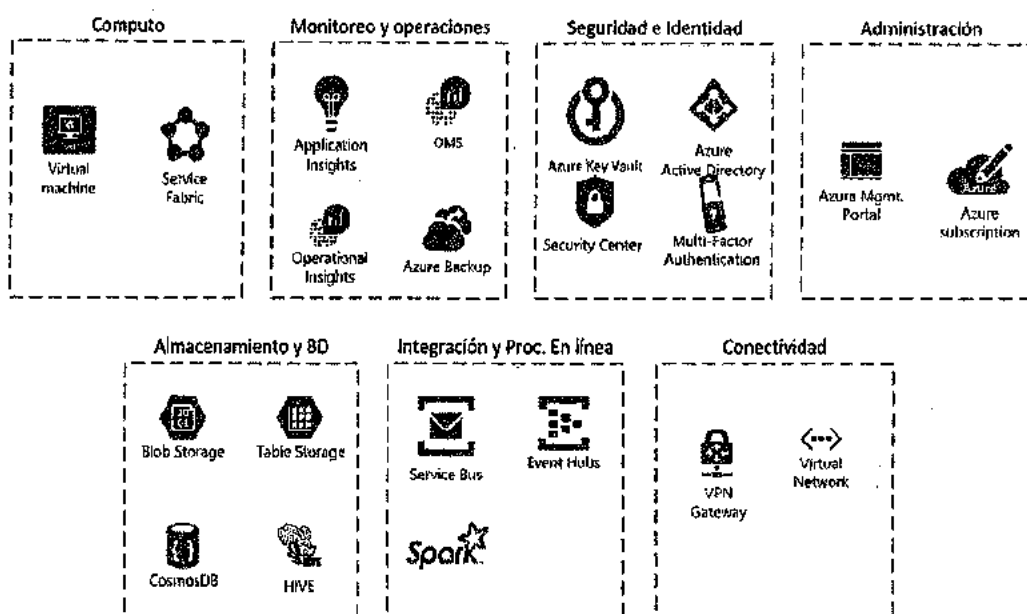 Computo
Virtual
machine
Service
Fabric
Monitoreo y operaciones
Application
Insights
OMS
Operational
Insights
Azure Backup
Seguridad e Identidad
Azure Key Vault
Azure
Active Directory
Security Center
Multi-Factor
Authentication
Administración
Azure Mgmt.
Portal
Azure
Azure
subscription
Almacenamiento y BD
Blob Storage
Table Storage
CosmosDB
HIVE
Integración y Proc. En línea
Service Bus
Event Hubs
Spark
Conectividad
VPN
Gateway
Virtual
Network